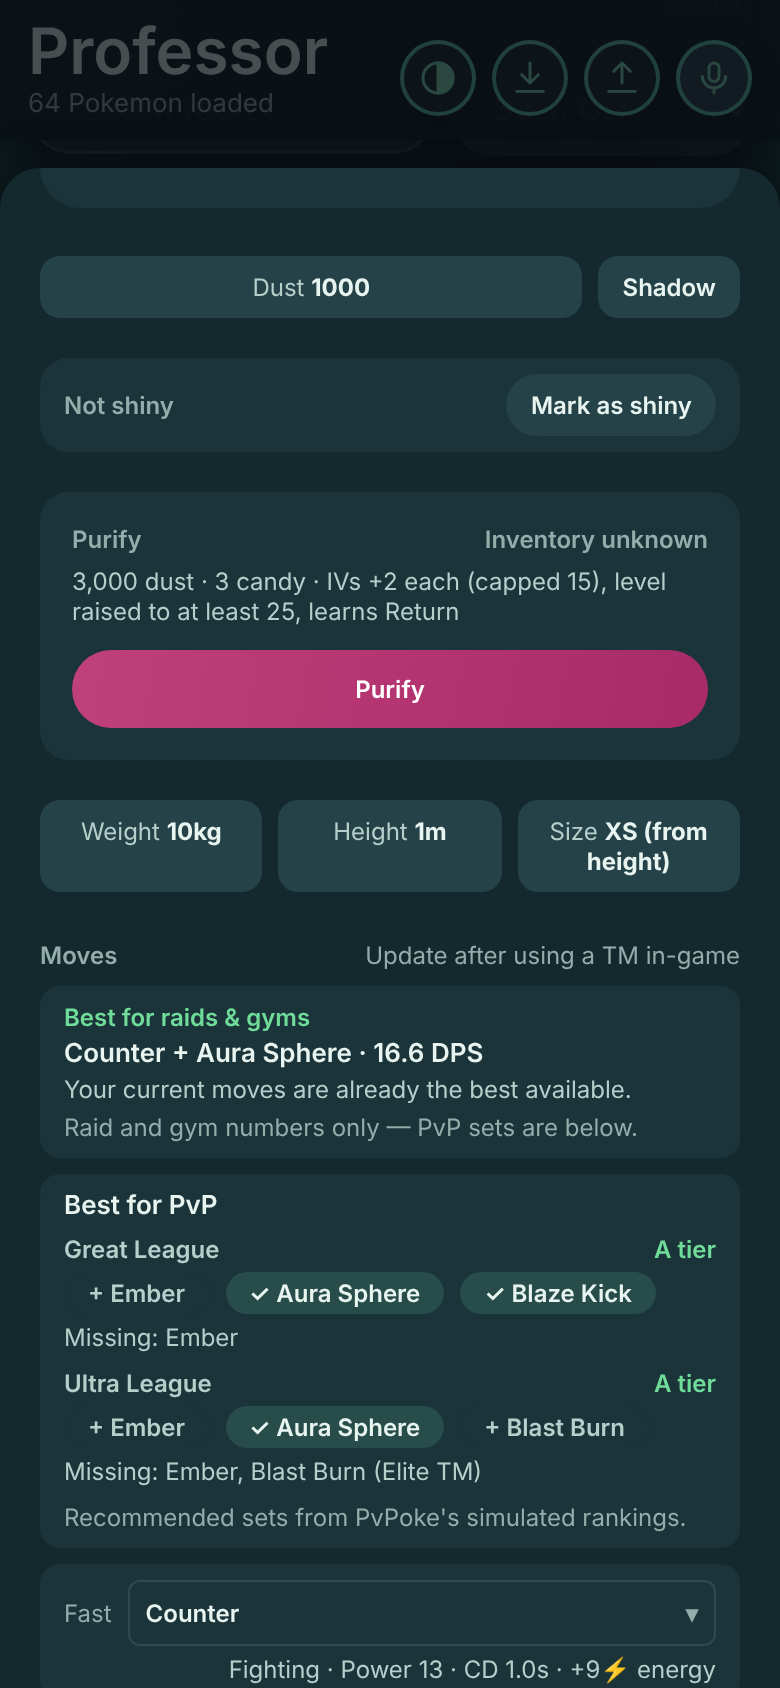 Professor
64 Pokemon loaded
Dust 1000
Shadow
Not shiny
Mark as shiny
Purify
Inventory unknown
3,000 dust · 3 candy · IVs +2 each (capped 15), level
raised to at least 25, learns Return
Purify
Weight 10kg
Height 1m
Size XS (from
height)
Moves
Update after using a TM in-game
Best for raids & gyms
Counter + Aura Sphere · 16.6 DPS
Your current moves are already the best available.
Raid and gym numbers only — PvP sets are below.
Best for PvP
Great League
A tier
+ Ember
✓ Aura Sphere
✓ Blaze Kick
Missing: Ember
Ultra League
A tier
+ Ember
✓ Aura Sphere
+ Blast Burn
Missing: Ember, Blast Burn (Elite TM)
Recommended sets from PvPoke's simulated rankings.
Fast
Counter
Fighting · Power 13 · CD 1.0s · +9⚡ energy